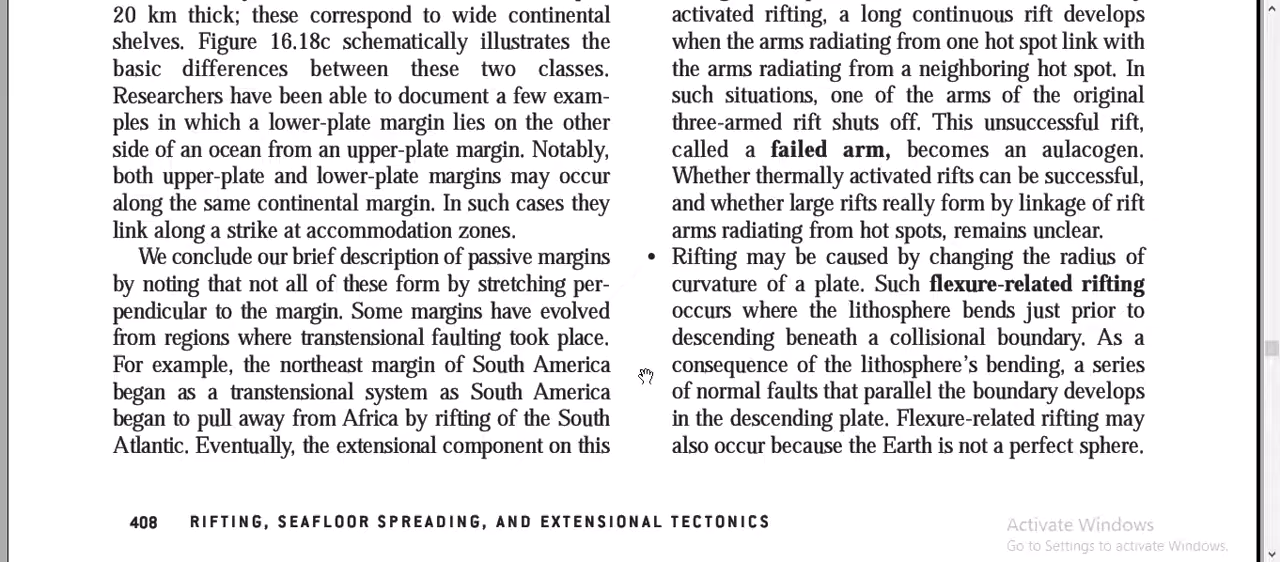 20 km thick; these correspond to wide continental
shelves. Figure 16.18c schematically illustrates the
basic differences between these two classes.
Researchers have been able to document a few exam-
ples in which a lower-plate margin lies on the other
side of an ocean from an upper-plate margin. Notably,
both upper-plate and lower-plate margins may occur
along the same continental margin. In such cases they
link along a strike at accommodation zones.
We conclude our brief description of passive margins
by noting that not all of these form by stretching per-
pendicular to the margin. Some margins have evolved
from regions where transtensional faulting took place.
For example, the northeast margin of South America
began as a transtensional system as South America
began to pull away from Africa by rifting of the South
Atlantic. Eventually, the extensional component on this
activated rifting, a long continuous rift develops
when the arms radiating from one hot spot link with
the arms radiating from a neighboring hot spot. In
such situations, one of the arms of the original
three-armed rift shuts off. This unsuccessful rift,
called a failed arm, becomes an aulacogen.
Whether thermally activated rifts can be successful,
and whether large rifts really form by linkage of rift
arms radiating from hot spots, remains unclear.
• Rifting may be caused by changing the radius of
curvature of a plate. Such flexure-related rifting
occurs where the lithosphere bends just prior to
descending beneath a collisional boundary. As a
consequence of the lithosphere's bending, a series
of normal faults that parallel the boundary develops
in the descending plate. Flexure-related rifting may
also occur because the Earth is not a perfect sphere.
408 RIFTING, SEAFLOOR SPREADING, AND EXTENSIONAL TECTONICS
Activate Windows
Go to Settings to activate Windows.